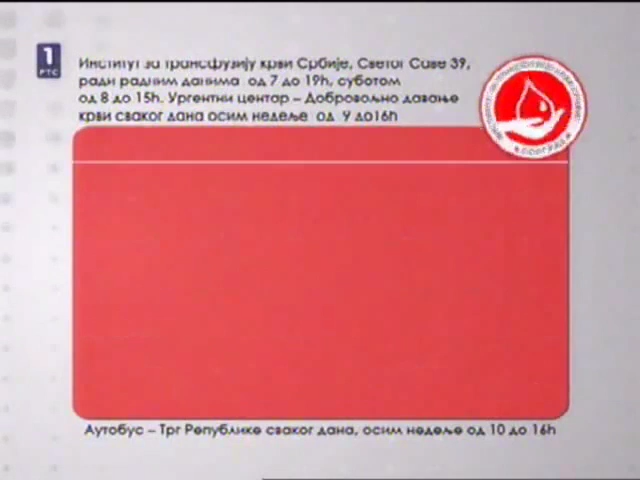 1
РТС
Институт за трансфузију крви Србије, Светог Саве 39,
ради радним данима од 7 до 19h, суботом
од 8 до 15h. Ургентни центар – Добровољно давање
крви сваког дана осим недеље од 9 до16h
Аутобус – Трг Републике сваког дана, осим недеље од 10 до 16h